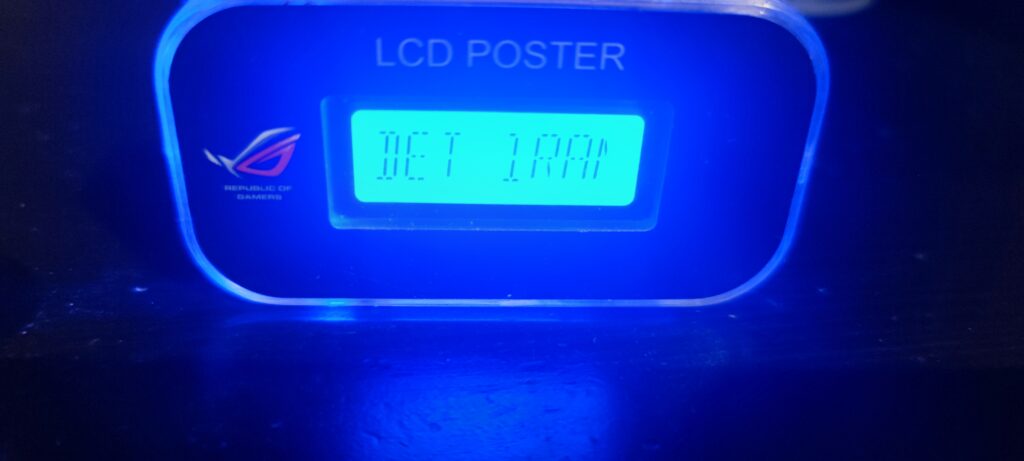 LCD POSTER
DET IRAM
REPUBLIC OF
GAMERS